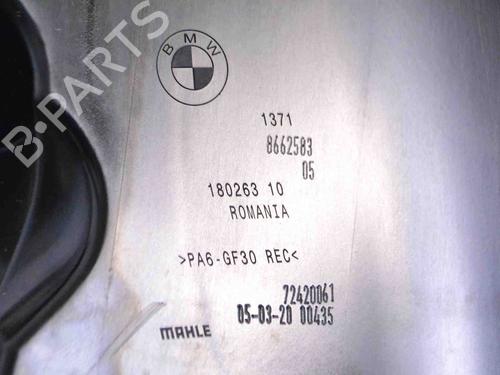 B-PARTS
BMW
1371
8662583
05
180263 10
ROMANIA
>PA6-GF30 REC<
72420061
05-03-20 00435
MAHLE